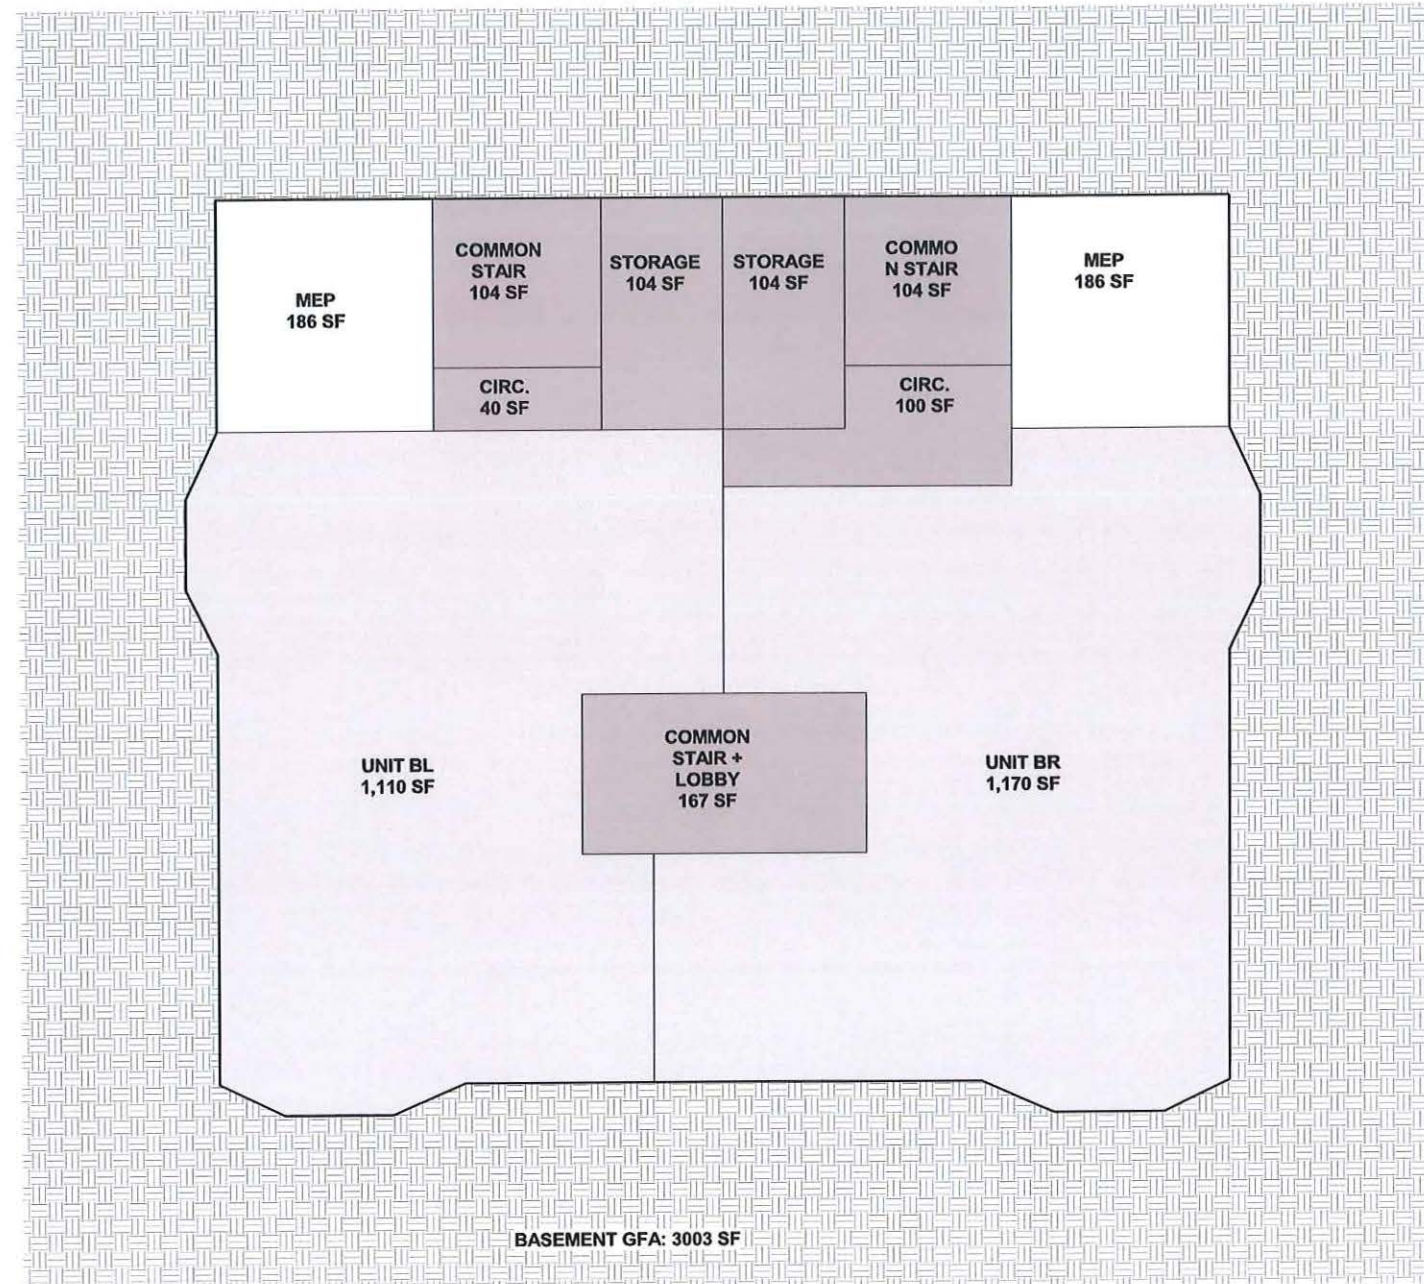 COMMON
STAIR
104 SF
STORAGE
104 SF
STORAGE
104 SF
COMMO
N STAIR
104 SF
MEP
186 SF
MEP
186 SF
CIRC.
40 SF
CIRC.
100 SF
COMMON
STAIR +
LOBBY
167 SF
UNIT BL
1,110 SF
UNIT BR
1,170 SF
BASEMENT GFA: 3003 SF